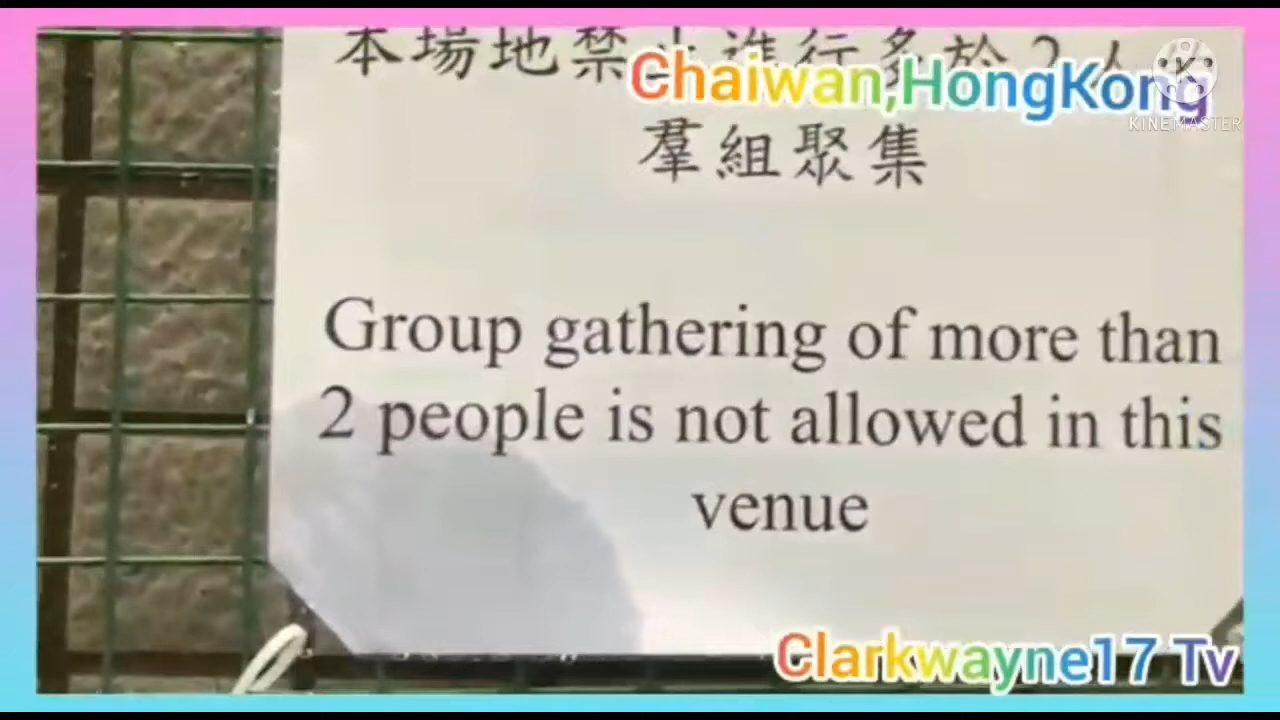 本場地禁止進行多於 2 人的
Chaiwan,HongKong
KINEMASTER
羣組聚集
Group gathering of more than
2 people is not allowed in this
venue
Clarkwayne17 Tv